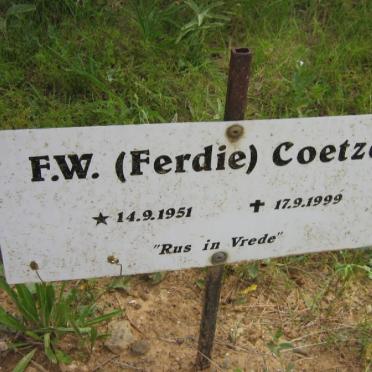 F.W. (Ferdie) Coetz
★ 14.9.1951 ✝ 17.9.1999
"Rus in Vrede"